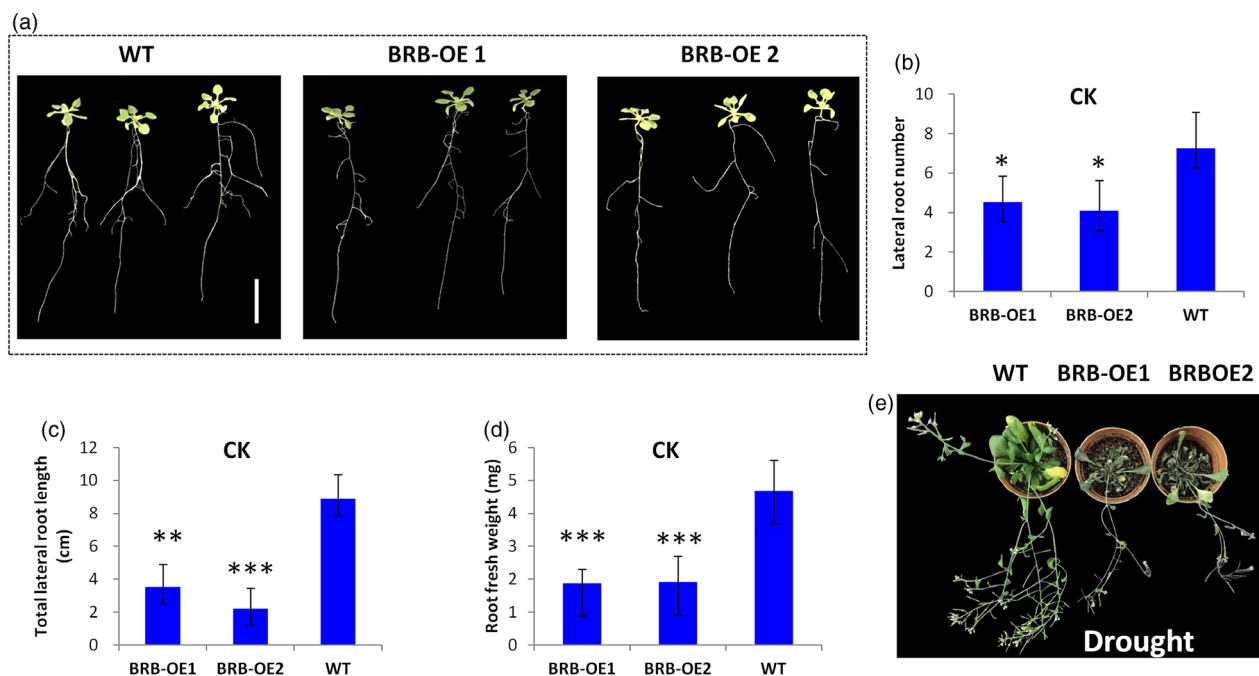 (a)
WT BRB-OE 1 BRB-OE 2
(b)
CK
Lateral root number
10
8
6
4
2
0
* *
BRB-OE1 BRB-OE2 WT
(c)
CK
Total lateral root length
(cm)
12
10
8
6
4
2
0
** ***
BRB-OE1 BRB-OE2 WT
(d)
CK
Root fresh weight (mg)
6
5
4
3
2
1
0
*** ***
BRB-OE1 BRB-OE2 WT
(e)
WT BRB-OE1 BRBOE2
Drought